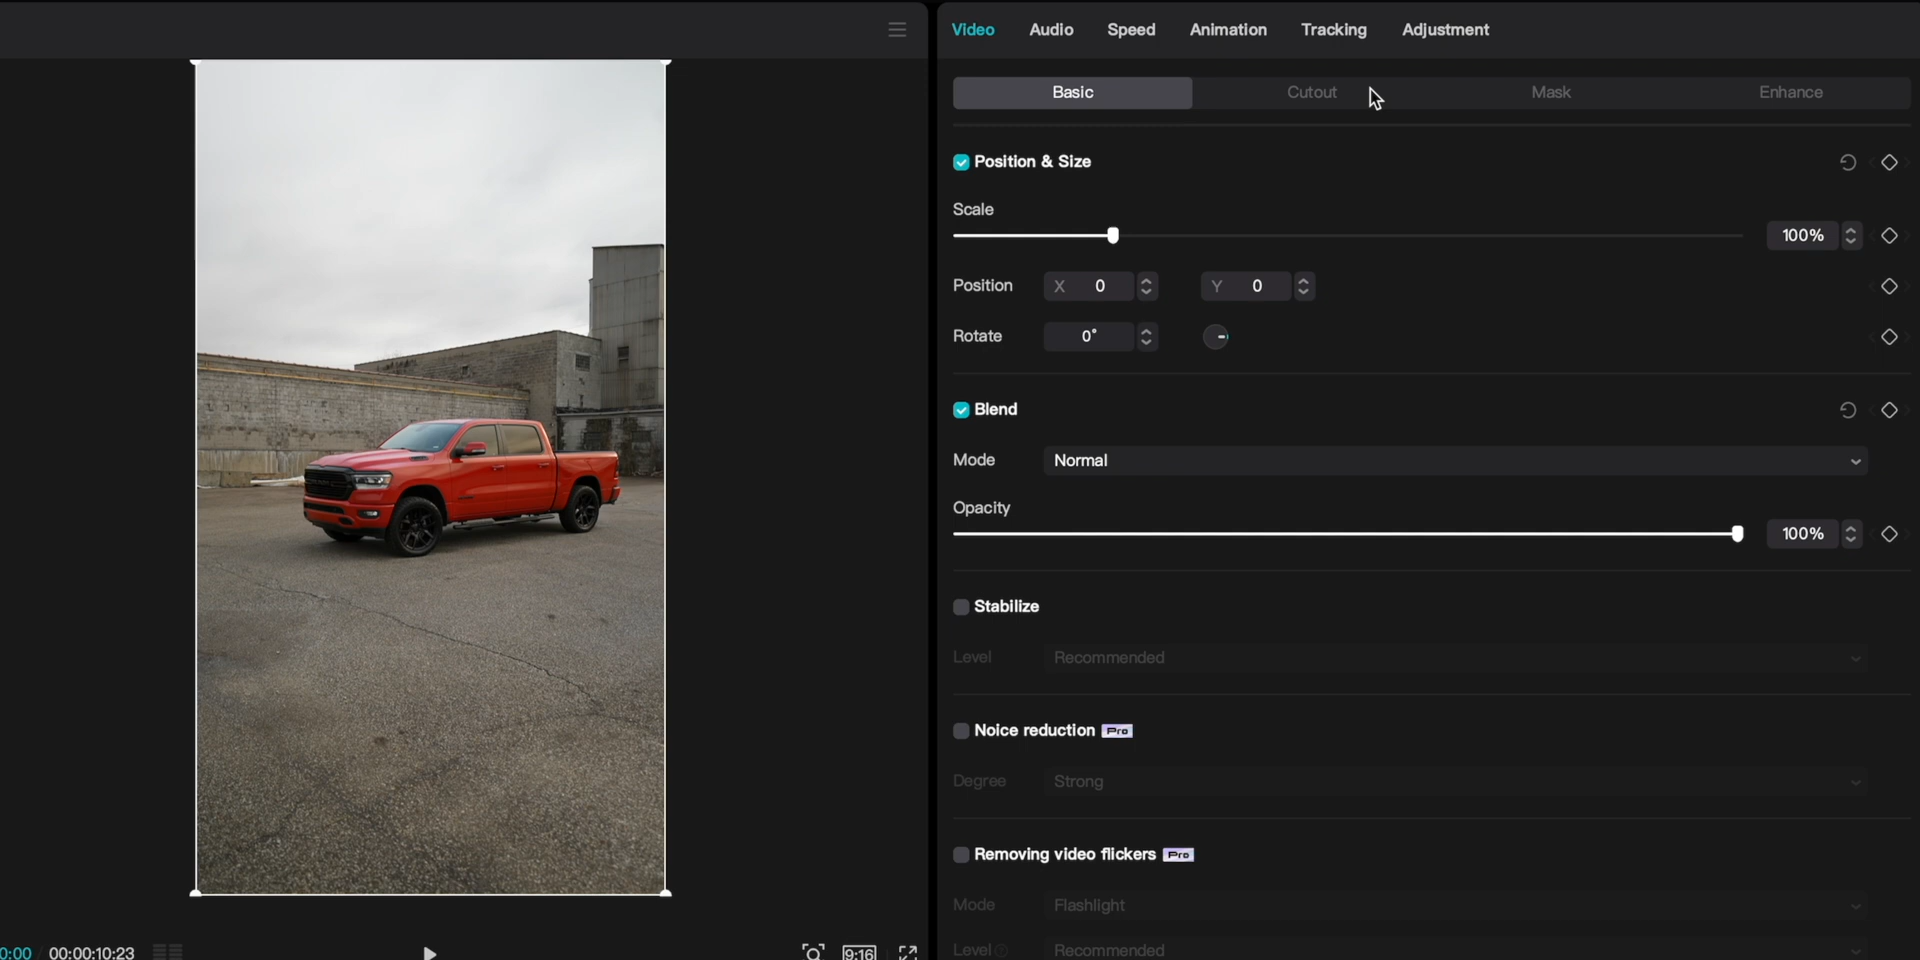 Video Audio Speed Animation Tracking Adjustment
Basic Cutout Mask Enhance
Position & Size
Scale
100%
Position X 0 Y 0
Rotate 0°
Blend
Mode Normal
Opacity
100%
Stabilize
Level Recommended
Noice reduction Pro
Degree Strong
Removing video flickers Pro
Mode Flashlight
Level Recommended
0:00 00:00:10:23 9:16